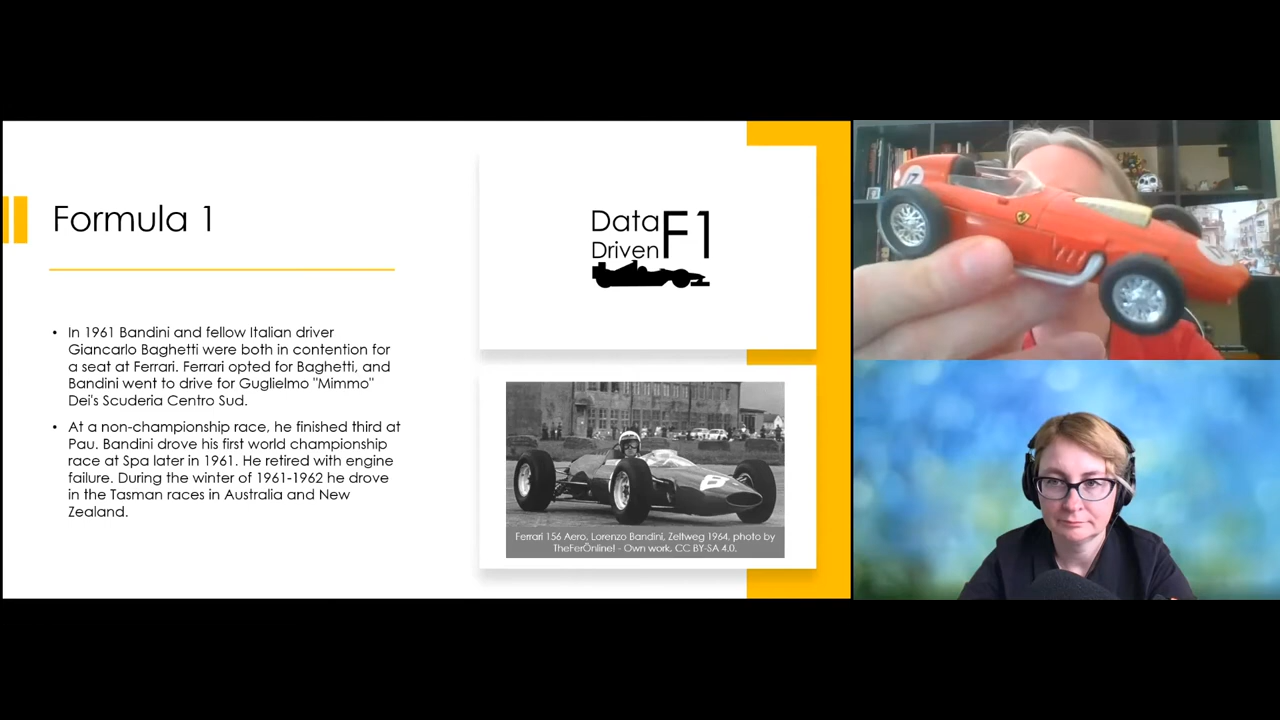 Formula 1
• In 1961 Bandini and fellow Italian driver
Giancarlo Baghetti were both in contention for
a seat at Ferrari. Ferrari opted for Baghetti, and
Bandini went to drive for Guglielmo "Mimmo"
Dei's Scuderia Centro Sud.
• At a non-championship race, he finished third at
Pau. Bandini drove his first world championship
race at Spa later in 1961. He retired with engine
failure. During the winter of 1961-1962 he drove
in the Tasman races in Australia and New
Zealand.
Data
Driven
F1
Ferrari 156 Aero, Lorenzo Bandini, Zeltweg 1964, photo by
TheFerÖnline! - Own work, CC BY-SA 4.0.
17